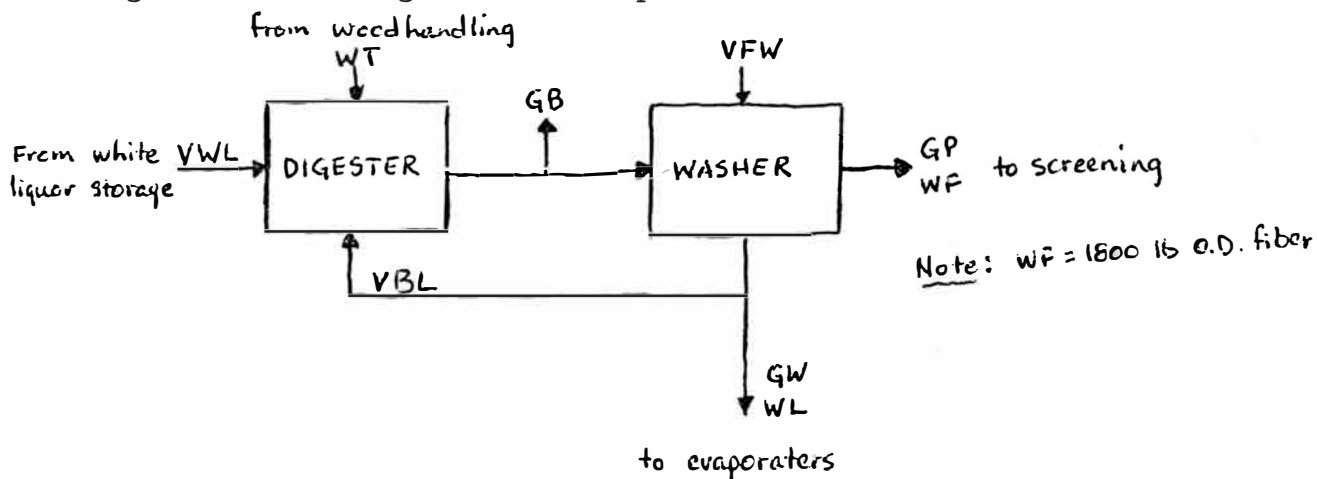 from woodhandling
WT
VFW
GB
From white VWL
liquor storage
DIGESTER
WASHER
GP
WF to screening
Note: WF = 1800 lb O.D. fiber
VBL
GW
WL
to evaporators